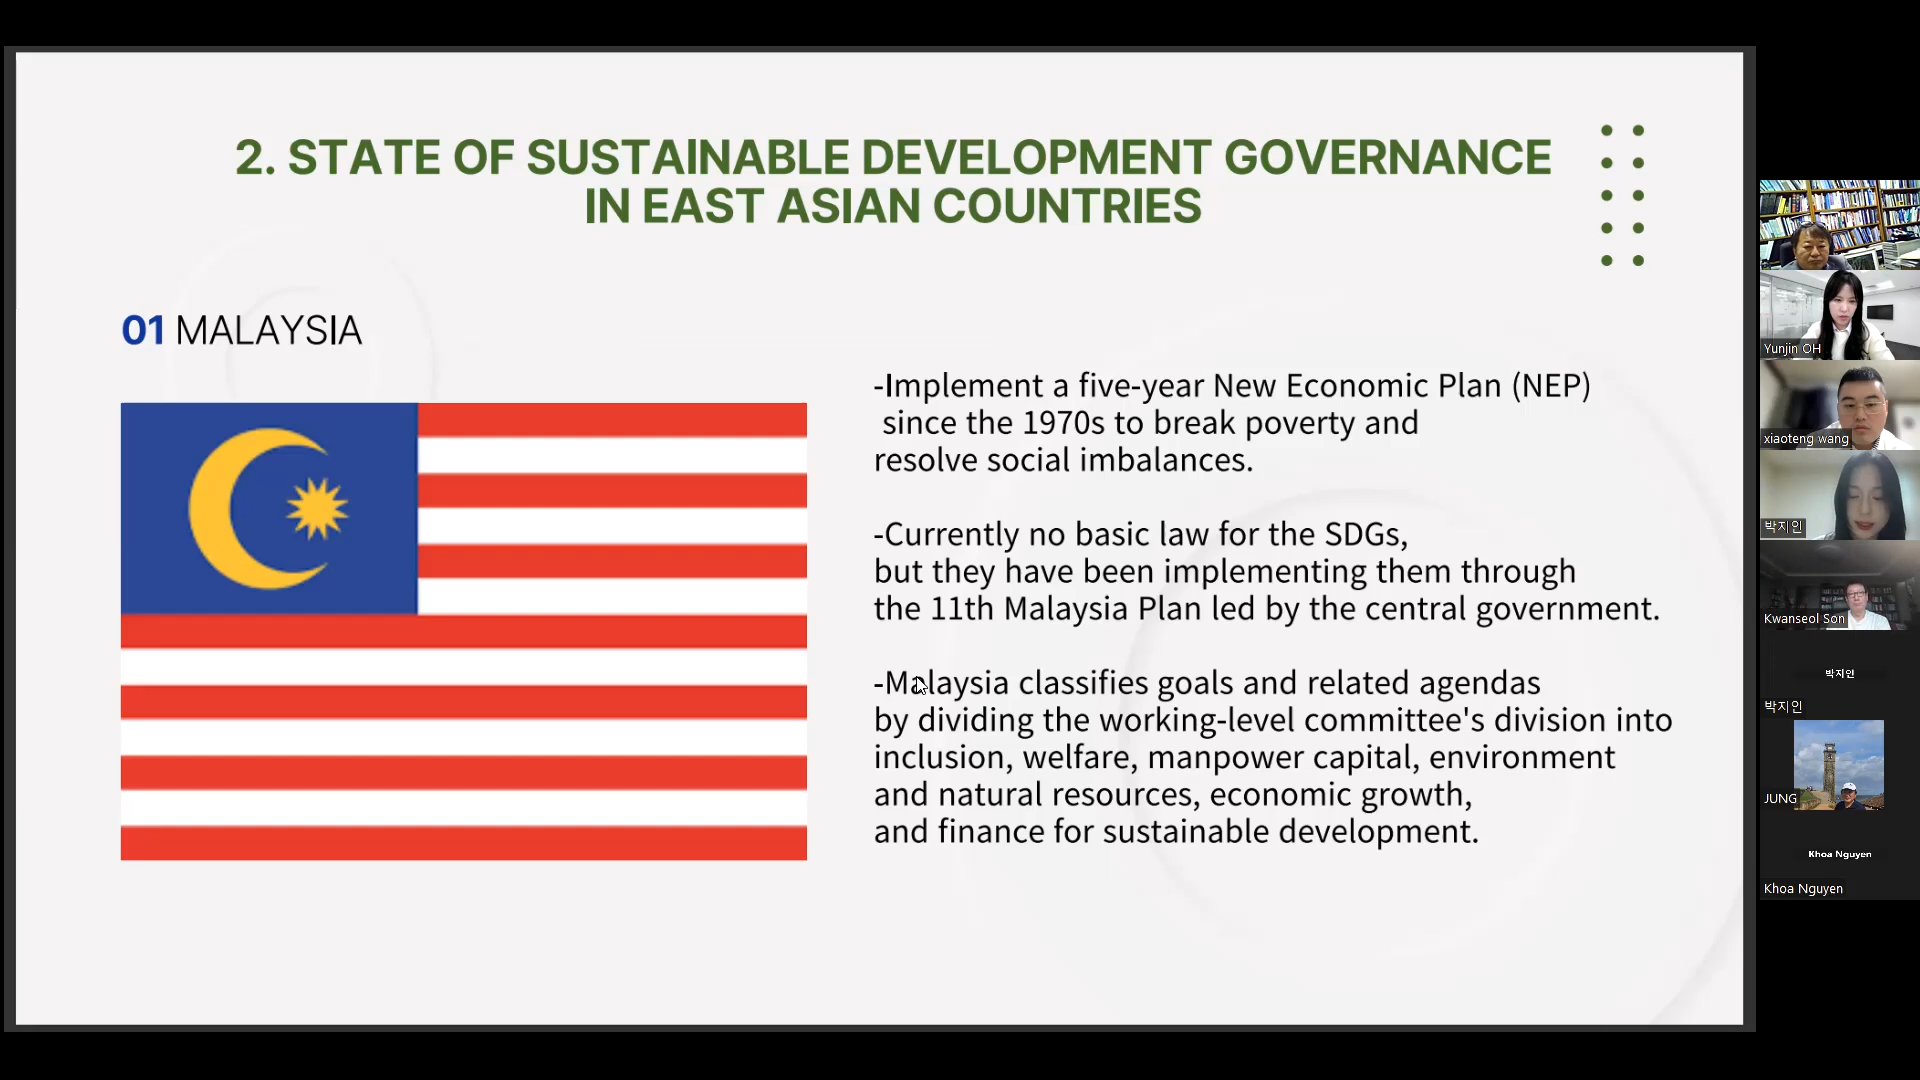 2. STATE OF SUSTAINABLE DEVELOPMENT GOVERNANCE
IN EAST ASIAN COUNTRIES
01 MALAYSIA
-Implement a five-year New Economic Plan (NEP)
since the 1970s to break poverty and
resolve social imbalances.
-Currently no basic law for the SDGs,
but they have been implementing them through
the 11th Malaysia Plan led by the central government.
-Malaysia classifies goals and related agendas
by dividing the working-level committee's division into
inclusion, welfare, manpower capital, environment
and natural resources, economic growth,
and finance for sustainable development.
Yunjin OH
xiaoteng wang
박지인
Kwanseol Son
박지인
박지인
JUNG
Khoa Nguyen
Khoa Nguyen